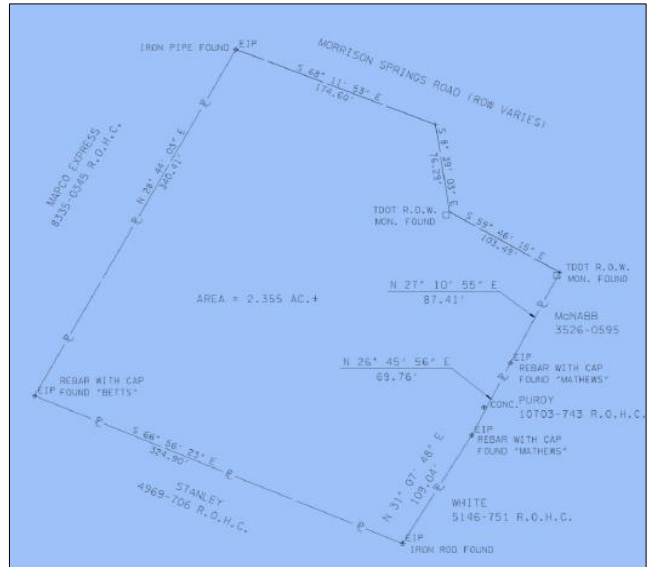 EIP
IRON PIPE FOUND
MORRISON SPRINGS ROAD (ROW VARIES)
S 68° 11' 53" E
174.60'
S 8° 39' 03" E
76.29'
MAPCO EXPRESS
8335-0345 R.O.H.C.
N 28° 44' 03" E
340.41'
TDOT R.O.W.
MON. FOUND
S 59° 46' 15" E
103.49'
TDOT R.O.W.
MON. FOUND
N 27° 10' 55" E
87.41'
AREA = 2.355 AC.±
McNABB
3526-0595
N 26° 45' 56" E
69.76'
EIP
REBAR WITH CAP
FOUND "MATHEWS"
REBAR WITH CAP
EIP
FOUND "BETTS"
CONC.
PURDY
10703-743 R.O.H.C.
EIP
REBAR WITH CAP
FOUND "MATHEWS"
S 66° 56' 23" E
324.90'
STANLEY
4969-706 R.O.H.C.
N 31° 07' 48" E
109.04'
WHITE
5146-751 R.O.H.C.
EIP
IRON ROD FOUND